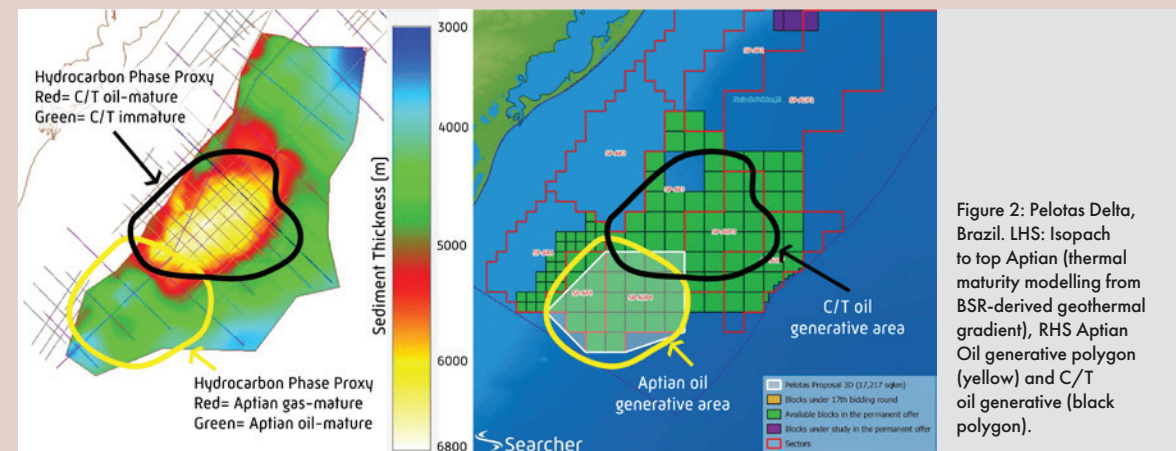 Hydrocarbon Phase Proxy
Red= C/T oil-mature
Green= C/T immature
Hydrocarbon Phase Proxy
Red= Aptian gas-mature
Green= Aptian oil-mature
Sediment Thickness [m]
3000
4000
5000
6000
6800
Searcher
C/T oil
generative area
Aptian oil
generative area
Pelotas Proposal 3D (17,217 sqkm)
Blocks under 17th bidding round
Available blocks in the permanent offer
Blocks under study in the permanent offer
Sectors
Figure 2: Pelotas Delta,
Brazil. LHS: Isopach
to top Aptian (thermal
maturity modelling from
BSR-derived geothermal
gradient), RHS Aptian
Oil generative polygon
(yellow) and C/T
oil generative (black
polygon).